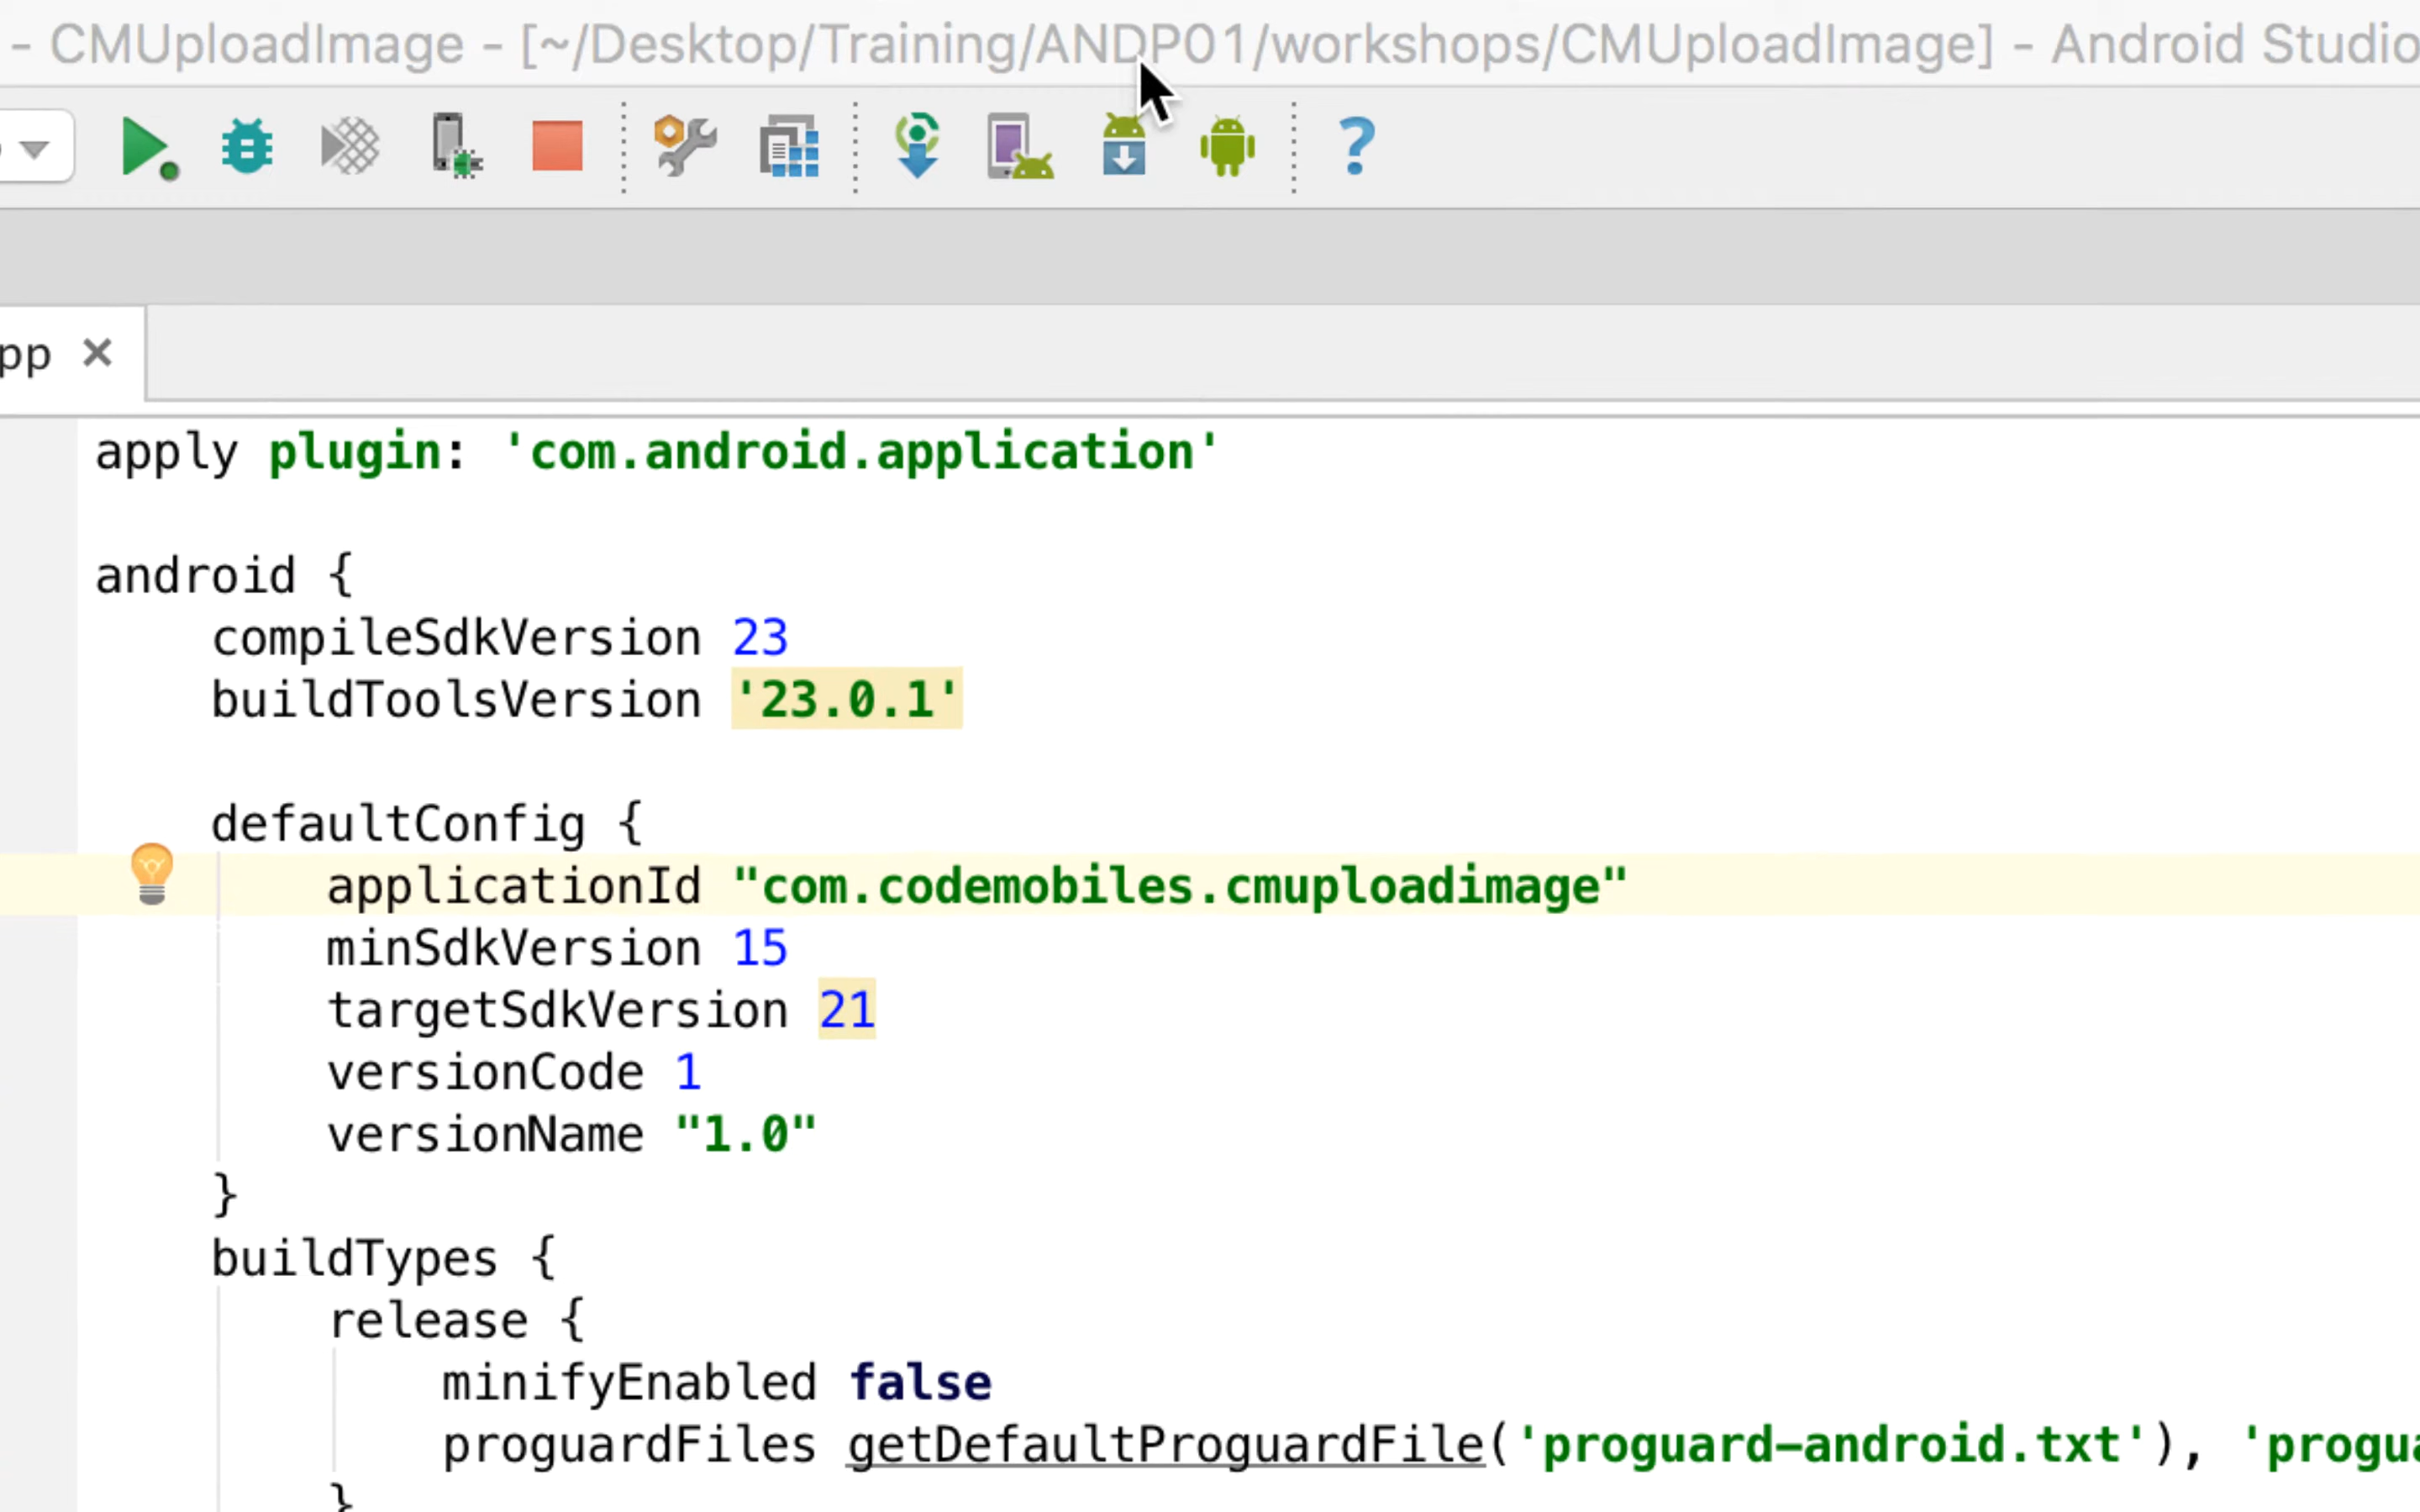 - CMUploadImage - [~/Desktop/Training/ANDP01/workshops/CMUploadImage] - Android Studio
?
pp ×
apply plugin: 'com.android.application'
android {
compileSdkVersion 23
buildToolsVersion '23.0.1'
defaultConfig {
applicationId "com.codemobiles.cmuploadimage"
minSdkVersion 15
targetSdkVersion 21
versionCode 1
versionName "1.0"
}
buildTypes {
release {
minifyEnabled false
proguardFiles getDefaultProguardFile('proguard-android.txt'), 'progua
}